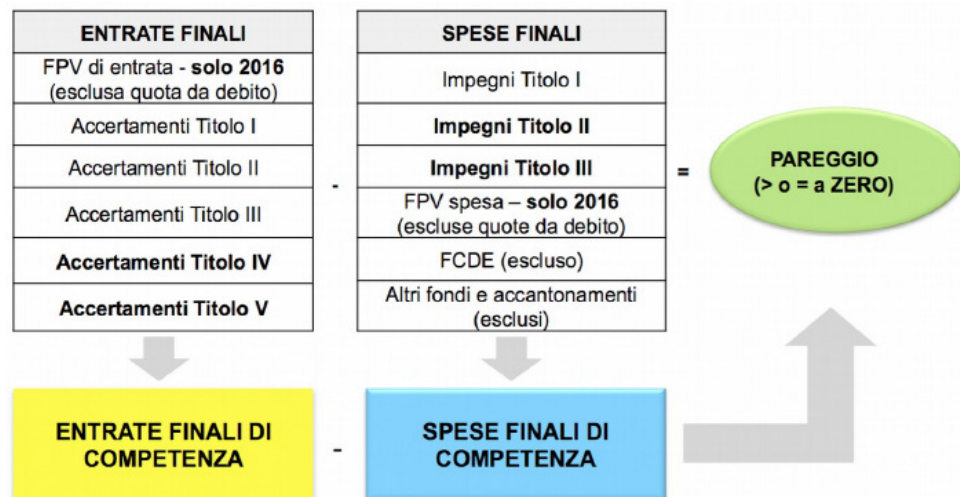 ENTRATE FINALI
FPV di entrata - solo 2016
(esclusa quota da debito)
Accertamenti Titolo I
Accertamenti Titolo II
Accertamenti Titolo III
Accertamenti Titolo IV
Accertamenti Titolo V
-
SPESE FINALI
Impegni Titolo I
Impegni Titolo II
Impegni Titolo III
FPV spesa – solo 2016
(escluse quote da debito)
FCDE (escluso)
Altri fondi e accantonamenti
(esclusi)
=
PAREGGIO
(> o = a ZERO)
ENTRATE FINALI DI
COMPETENZA
-
SPESE FINALI DI
COMPETENZA